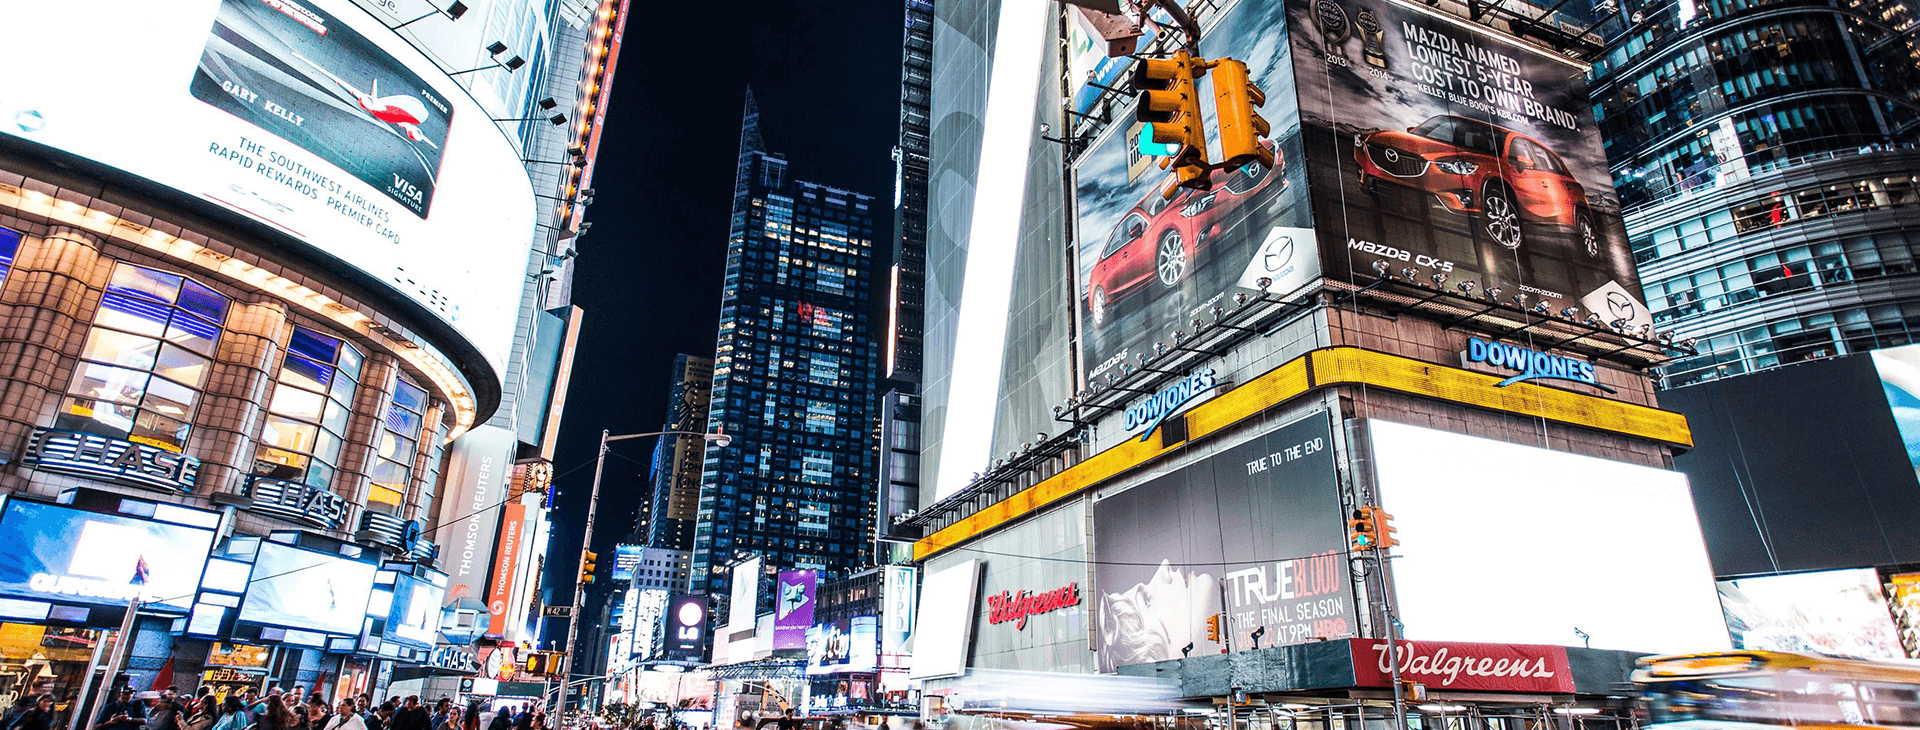 ge.
GARY KELLY
PREMIER
VISA
SIGNATURE
THE SOUTHWEST AIRLINES
RAPID REWARDS PREMIER CARD
CHASE
CHASE
CHASE
CHASE
THOMSON REUTERS
THOMSON REUTERS
W 42
LG
NYPD
2013
2014
MAZDA NAMED
LOWEST 5-YEAR
COST TO OWN BRAND.
-KELLEY BLUE BOOK'S KBB.COM
mazda CX-5
zoom-zoom
mazda
mazda6
zoom-zoom
DOWJONES
DOWJONES
TRUE TO THE END
TRUEBLOOD
THE FINAL SEASON
AT 9PM HBO
Walgreens
Walgreens